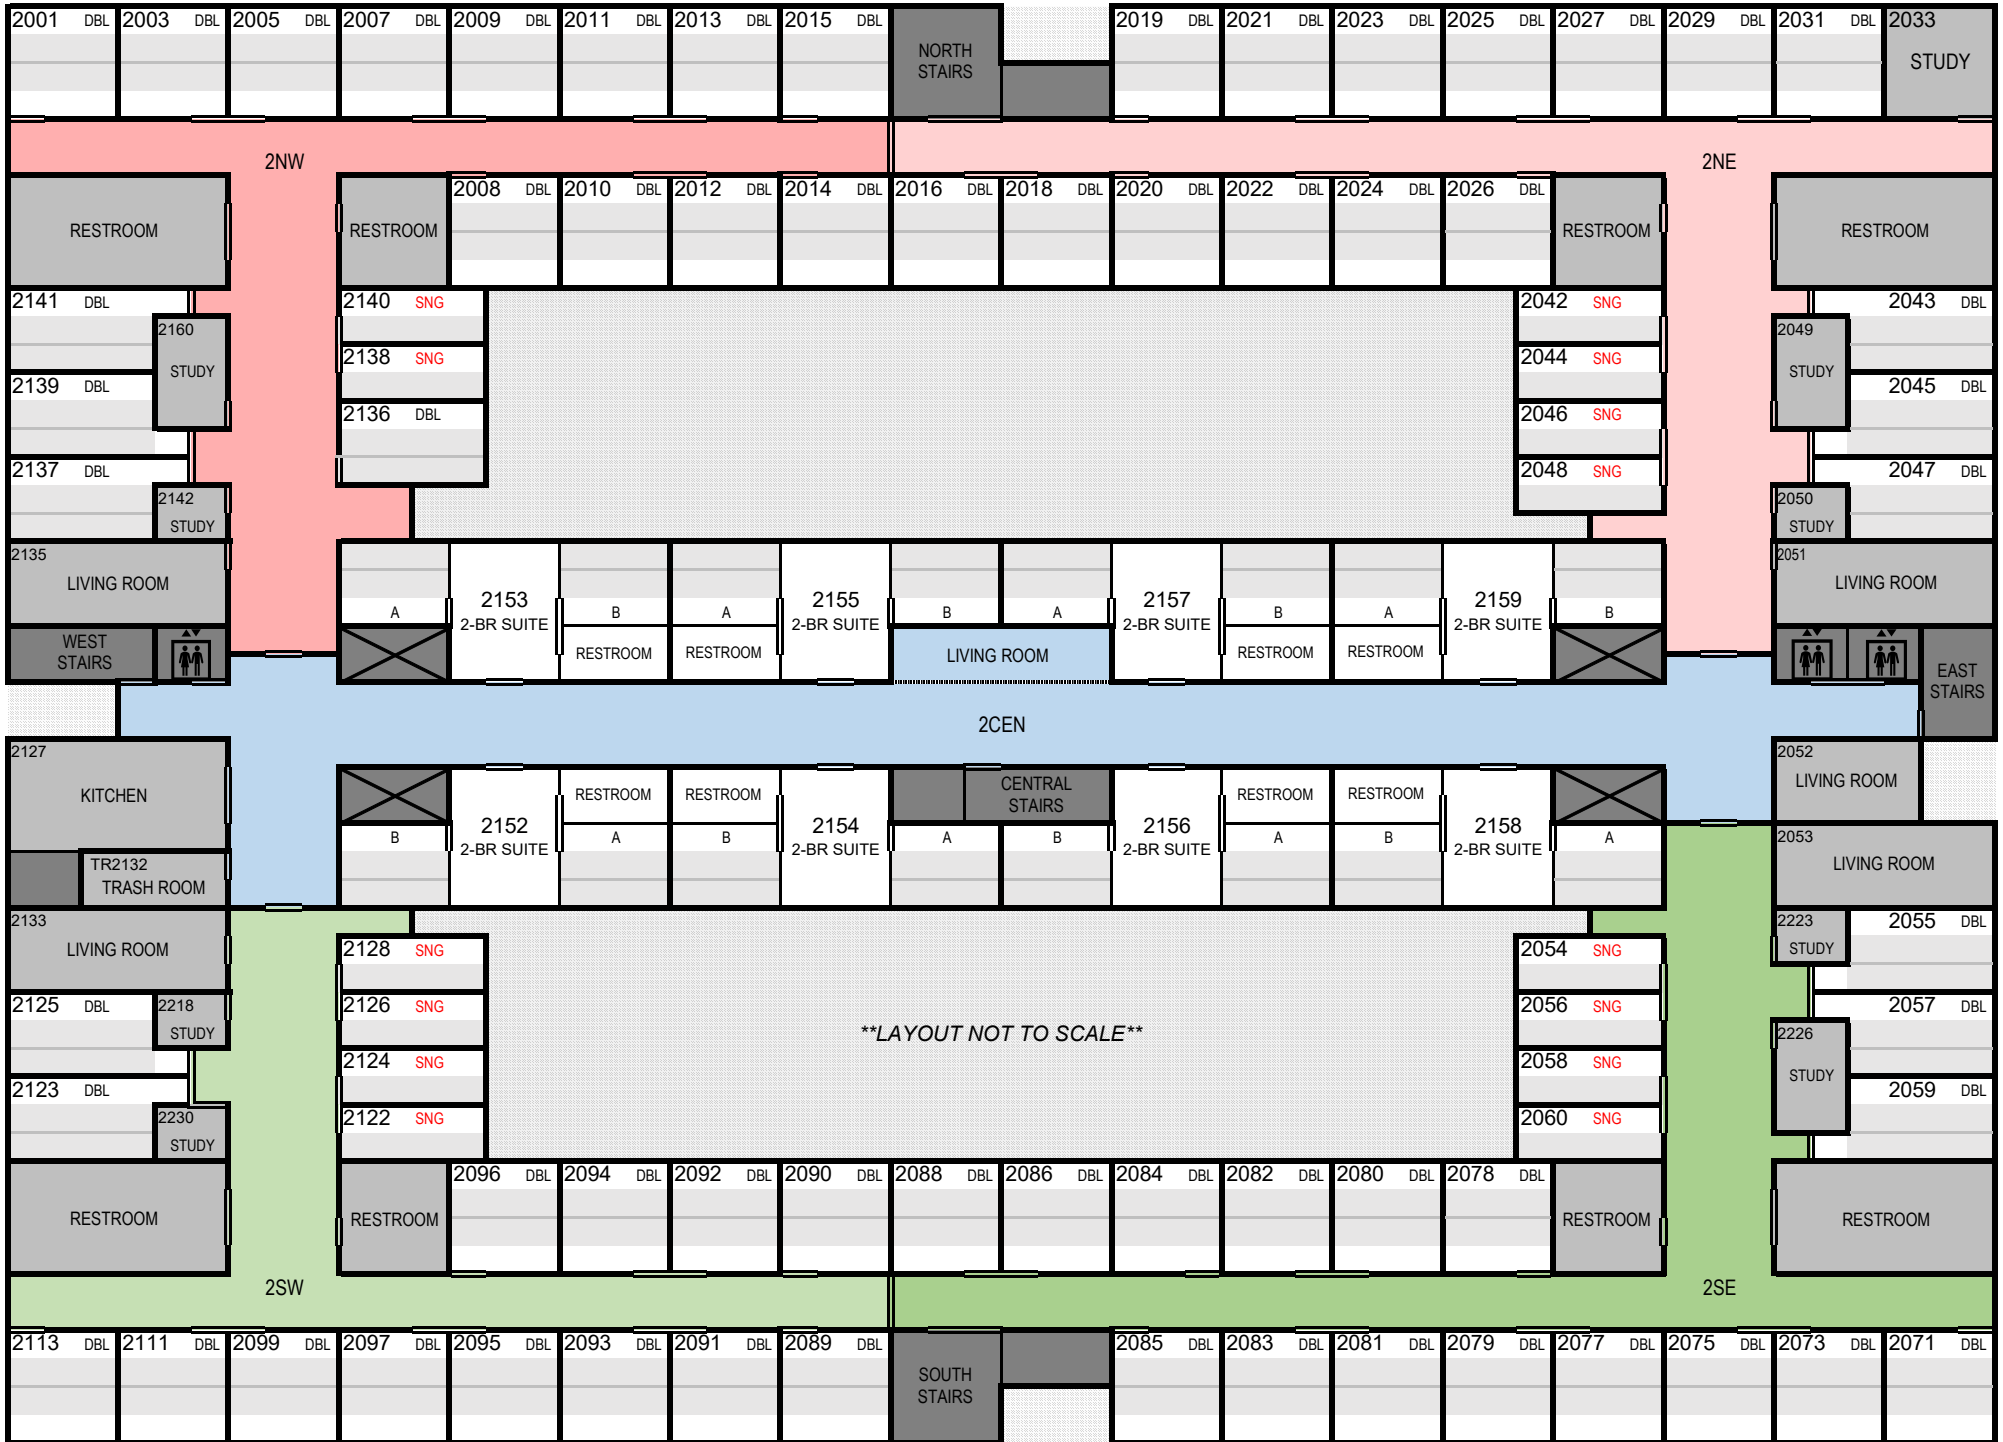 2001 DBL 2003 DBL 2005 DBL 2007 DBL 2009 DBL 2011 DBL 2013 DBL 2015 DBL
NORTH
STAIRS
2019 DBL 2021 DBL 2023 DBL 2025 DBL 2027 DBL 2029 DBL 2031 DBL 2033
STUDY
2NW
2NE
RESTROOM
RESTROOM
2008 DBL 2010 DBL 2012 DBL 2014 DBL 2016 DBL 2018 DBL 2020 DBL 2022 DBL 2024 DBL 2026 DBL
RESTROOM
RESTROOM
2141 DBL
2160
STUDY
2139 DBL
2137 DBL
2142
STUDY
2135
LIVING ROOM
WEST
STAIRS
2140 SNG
2138 SNG
2136 DBL
2042 SNG
2044 SNG
2046 SNG
2048 SNG
2043 DBL
2049
STUDY
2045 DBL
2047 DBL
2050
STUDY
2051
LIVING ROOM
EAST
STAIRS
A
2153
2-BR SUITE
B
RESTROOM
A
RESTROOM
2155
2-BR SUITE
B
A
LIVING ROOM
2157
2-BR SUITE
B
RESTROOM
A
RESTROOM
2159
2-BR SUITE
B
2CEN
2127
KITCHEN
TR2132
TRASH ROOM
2133
LIVING ROOM
B
2152
2-BR SUITE
RESTROOM
A
RESTROOM
B
2154
2-BR SUITE
CENTRAL
STAIRS
A
B
2156
2-BR SUITE
RESTROOM
A
RESTROOM
B
2158
2-BR SUITE
A
2052
LIVING ROOM
2053
LIVING ROOM
2125 DBL
2218
STUDY
2123 DBL
2230
STUDY
2128 SNG
2126 SNG
2124 SNG
2122 SNG
**LAYOUT NOT TO SCALE**
2054 SNG
2056 SNG
2058 SNG
2060 SNG
2223
STUDY
2055 DBL
2057 DBL
2226
STUDY
2059 DBL
RESTROOM
RESTROOM
2096 DBL 2094 DBL 2092 DBL 2090 DBL 2088 DBL 2086 DBL 2084 DBL 2082 DBL 2080 DBL 2078 DBL
RESTROOM
RESTROOM
2SW
2SE
2113 DBL 2111 DBL 2099 DBL 2097 DBL 2095 DBL 2093 DBL 2091 DBL 2089 DBL
SOUTH
STAIRS
2085 DBL 2083 DBL 2081 DBL 2079 DBL 2077 DBL 2075 DBL 2073 DBL 2071 DBL